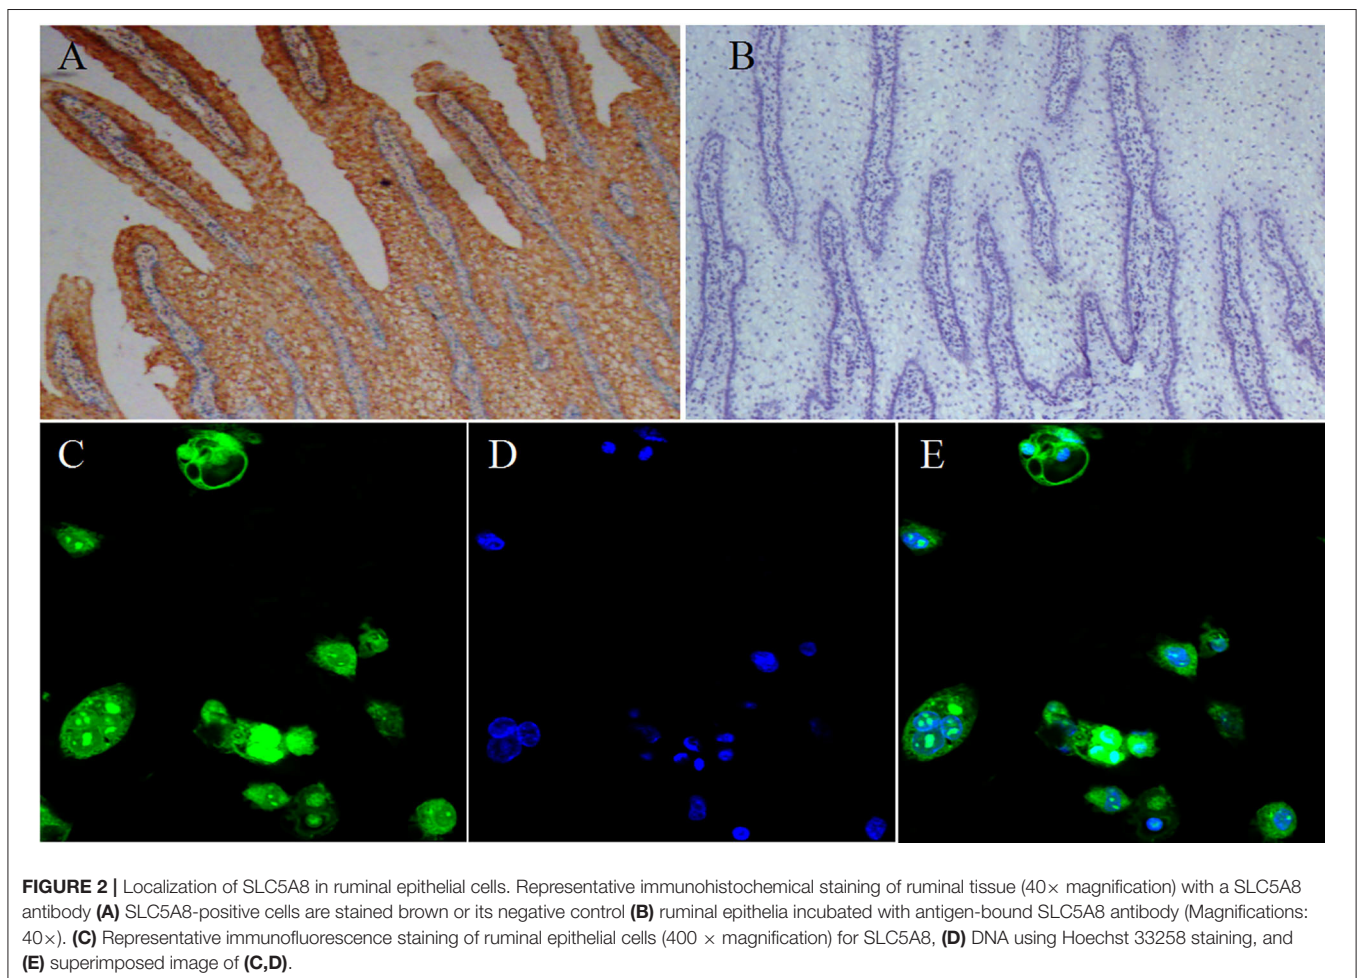 A
B
C
D
E
FIGURE 2 | Localization of SLC5A8 in ruminal epithelial cells. Representative immunohistochemical staining of ruminal tissue (40× magnification) with a SLC5A8
antibody (A) SLC5A8-positive cells are stained brown or its negative control (B) ruminal epithelia incubated with antigen-bound SLC5A8 antibody (Magnifications:
40×). (C) Representative immunofluorescence staining of ruminal epithelial cells (400 × magnification) for SLC5A8, (D) DNA using Hoechst 33258 staining, and
(E) superimposed image of (C,D).